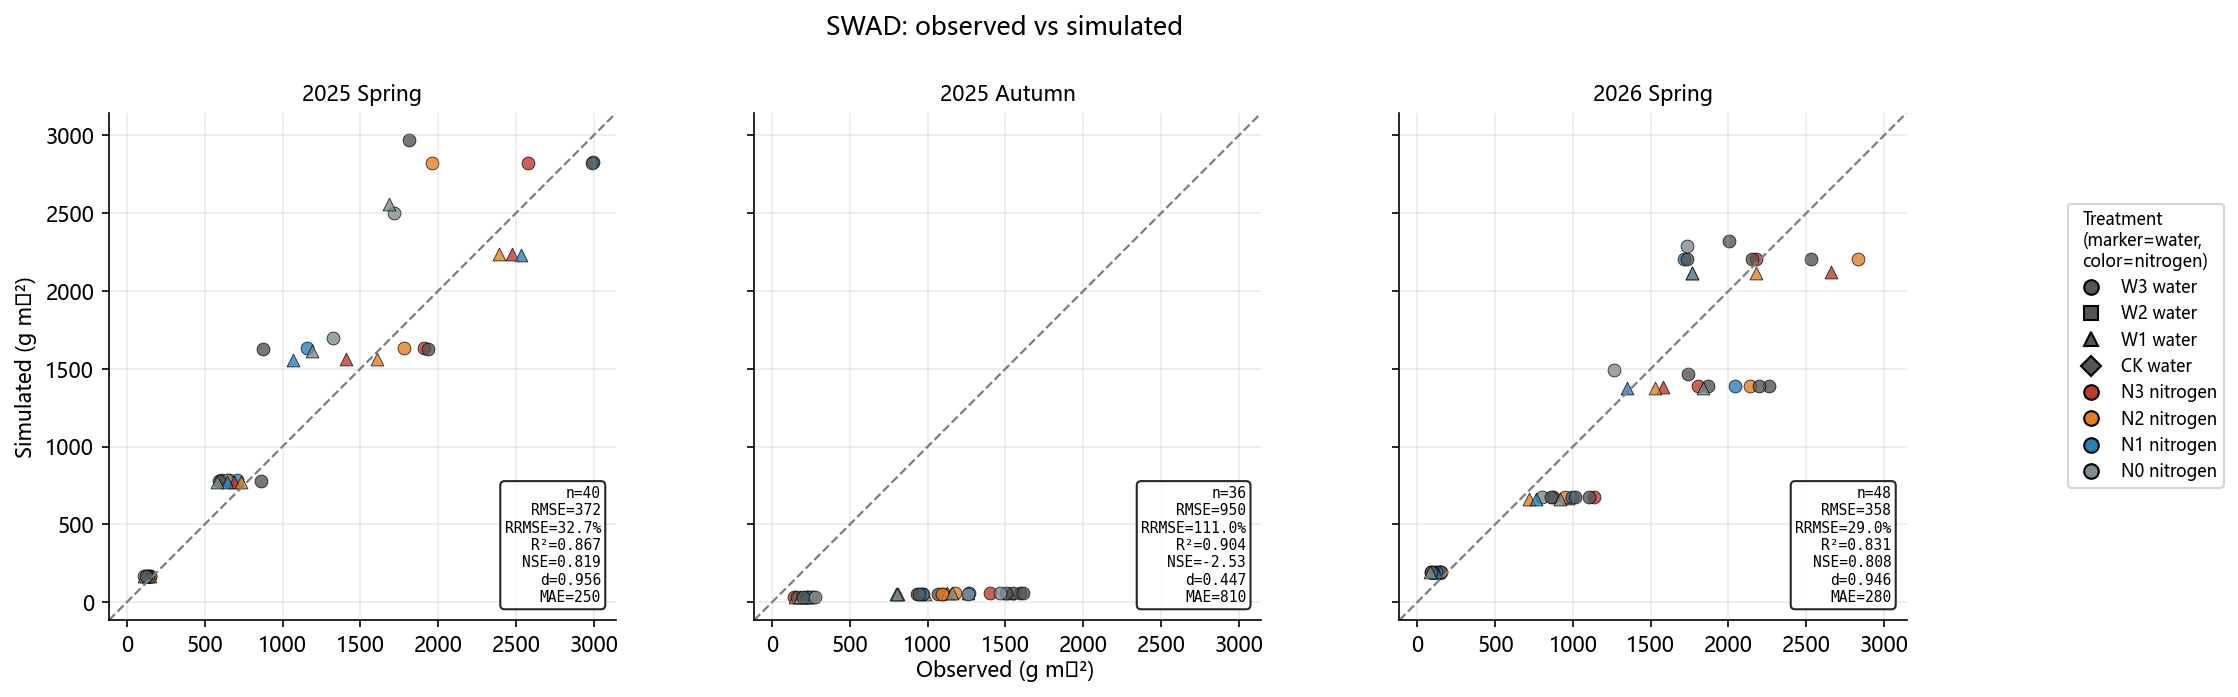 SWAD: observed vs simulated
2025 Spring
2025 Autumn
2026 Spring
Simulated (g m□²)
3000
2500
2000
1500
1000
500
0
0 500 1000 1500 2000 2500 3000
n=40
RMSE=372
RRMSE=32.7%
R²=0.867
NSE=0.819
d=0.956
MAE=250
0 500 1000 1500 2000 2500 3000
Observed (g m□²)
n=36
RMSE=950
RRMSE=111.0%
R²=0.904
NSE=-2.53
d=0.447
MAE=810
0 500 1000 1500 2000 2500 3000
n=48
RMSE=358
RRMSE=29.0%
R²=0.831
NSE=0.808
d=0.946
MAE=280
Treatment
(marker=water,
color=nitrogen)
W3 water
W2 water
W1 water
CK water
N3 nitrogen
N2 nitrogen
N1 nitrogen
N0 nitrogen